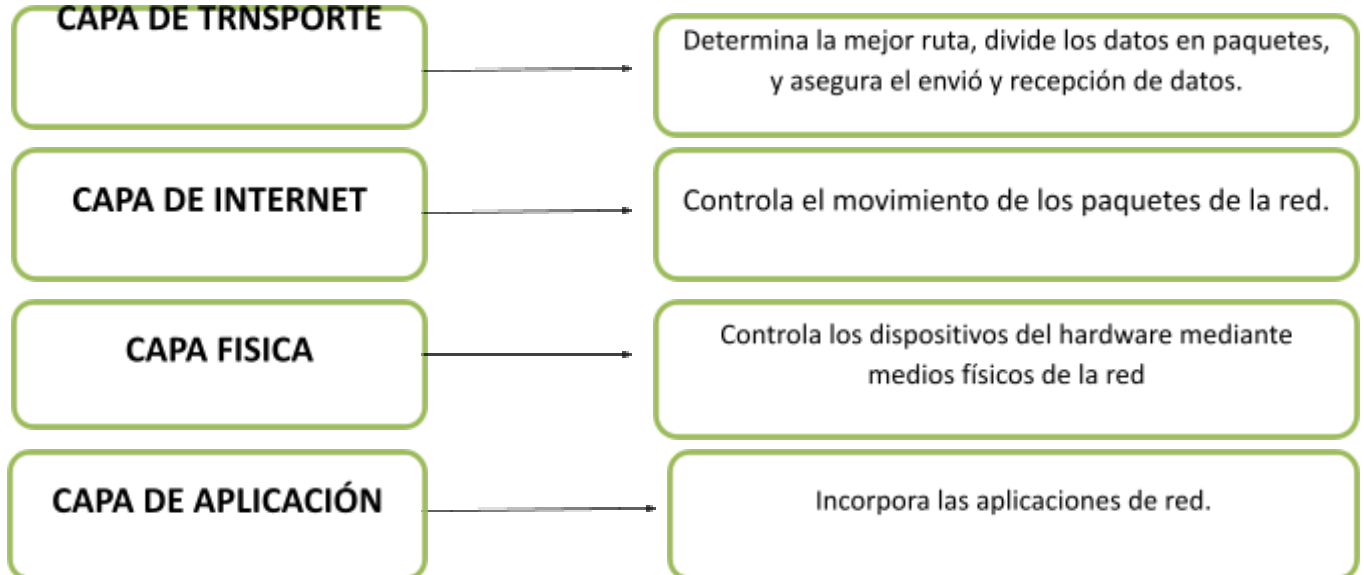 CAPA DE TRNSPORTE
Determina la mejor ruta, divide los datos en paquetes,
y asegura el envió y recepción de datos.
CAPA DE INTERNET
Controla el movimiento de los paquetes de la red.
CAPA FISICA
Controla los dispositivos del hardware mediante
medios físicos de la red
CAPA DE APLICACIÓN
Incorpora las aplicaciones de red.